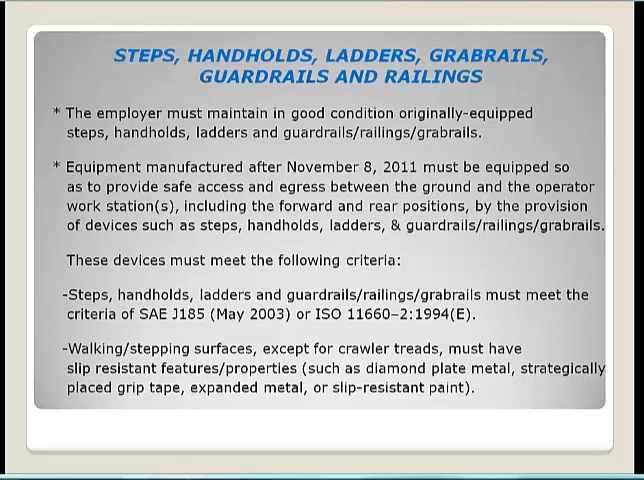 STEPS, HANDHOLDS, LADDERS, GRABRAILS,
GUARDRAILS AND RAILINGS
* The employer must maintain in good condition originally-equipped
steps, handholds, ladders and guardrails/railings/grabrails.
* Equipment manufactured after November 8, 2011 must be equipped so
as to provide safe access and egress between the ground and the operator
work station(s), including the forward and rear positions, by the provision
of devices such as steps, handholds, ladders, & guardrails/railings/grabrails.
These devices must meet the following criteria:
-Steps, handholds, ladders and guardrails/railings/grabrails must meet the
criteria of SAE J185 (May 2003) or ISO 11660–2:1994(E).
-Walking/stepping surfaces, except for crawler treads, must have
slip resistant features/properties (such as diamond plate metal, strategically
placed grip tape, expanded metal, or slip-resistant paint).